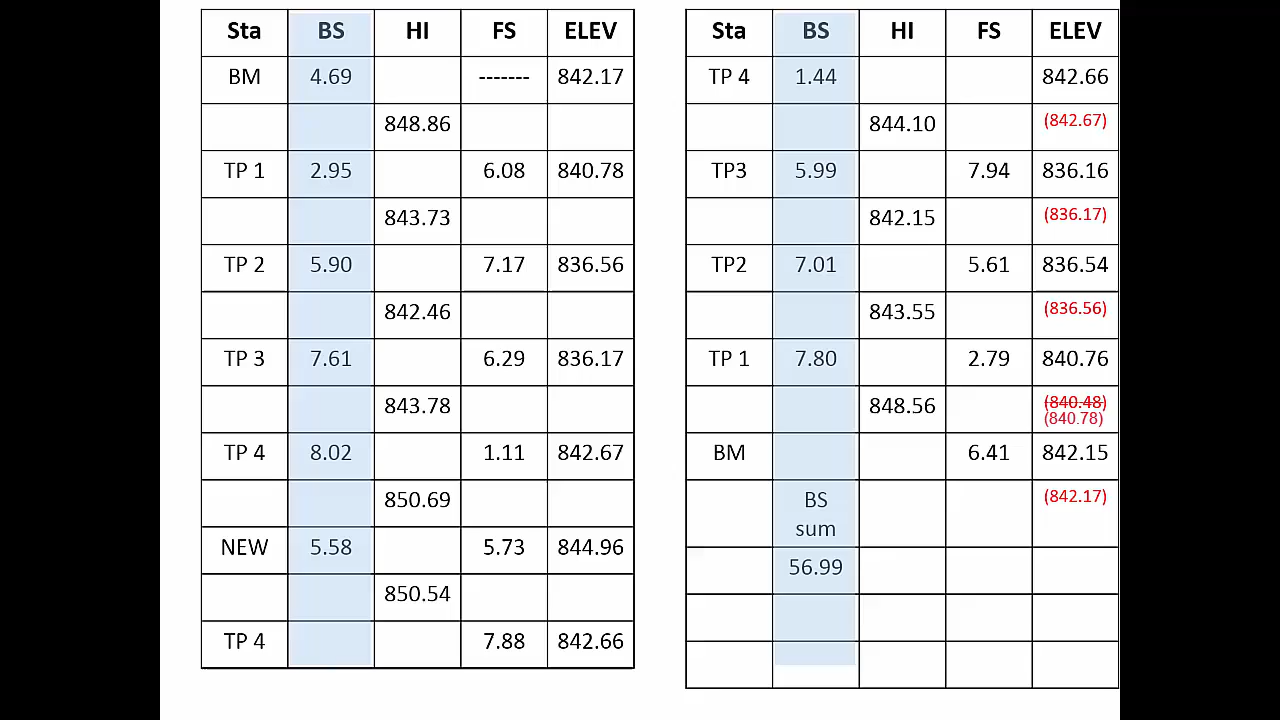 Sta BS HI FS ELEV
BM 4.69 ------- 842.17
848.86
TP 1 2.95 6.08 840.78
843.73
TP 2 5.90 7.17 836.56
842.46
TP 3 7.61 6.29 836.17
843.78
TP 4 8.02 1.11 842.67
850.69
NEW 5.58 5.73 844.96
850.54
TP 4 7.88 842.66
Sta BS HI FS ELEV
TP 4 1.44 842.66
844.10 (842.67)
TP3 5.99 7.94 836.16
842.15 (836.17)
TP2 7.01 5.61 836.54
843.55 (836.56)
TP 1 7.80 2.79 840.76
848.56 (840.48)
(840.78)
BM 6.41 842.15
BS (842.17)
sum
56.99